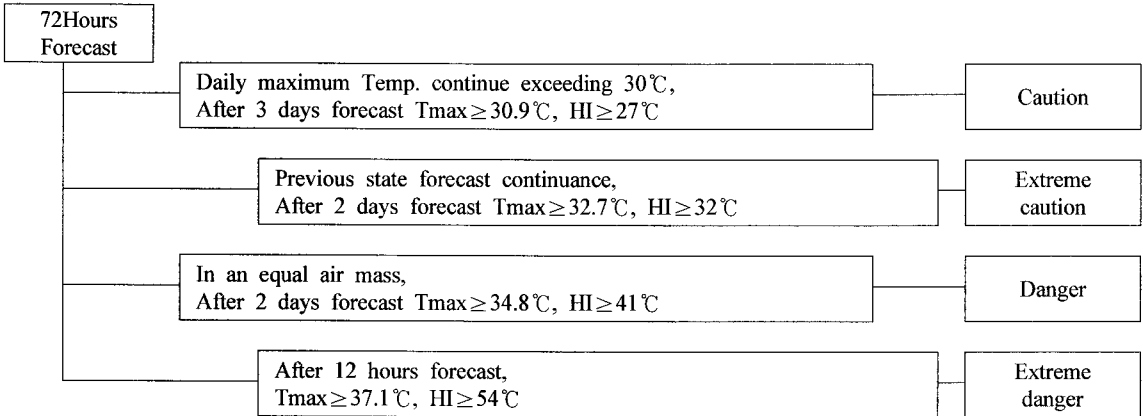 72Hours
Forecast
Daily maximum Temp. continue exceeding 30℃,
After 3 days forecast Tmax≥30.9℃, HI≥27℃
Caution
Previous state forecast continuance,
After 2 days forecast Tmax≥32.7℃, HI≥32℃
Extreme
caution
In an equal air mass,
After 2 days forecast Tmax≥34.8℃, HI≥41℃
Danger
After 12 hours forecast,
Tmax≥37.1℃, HI≥54℃
Extreme
danger